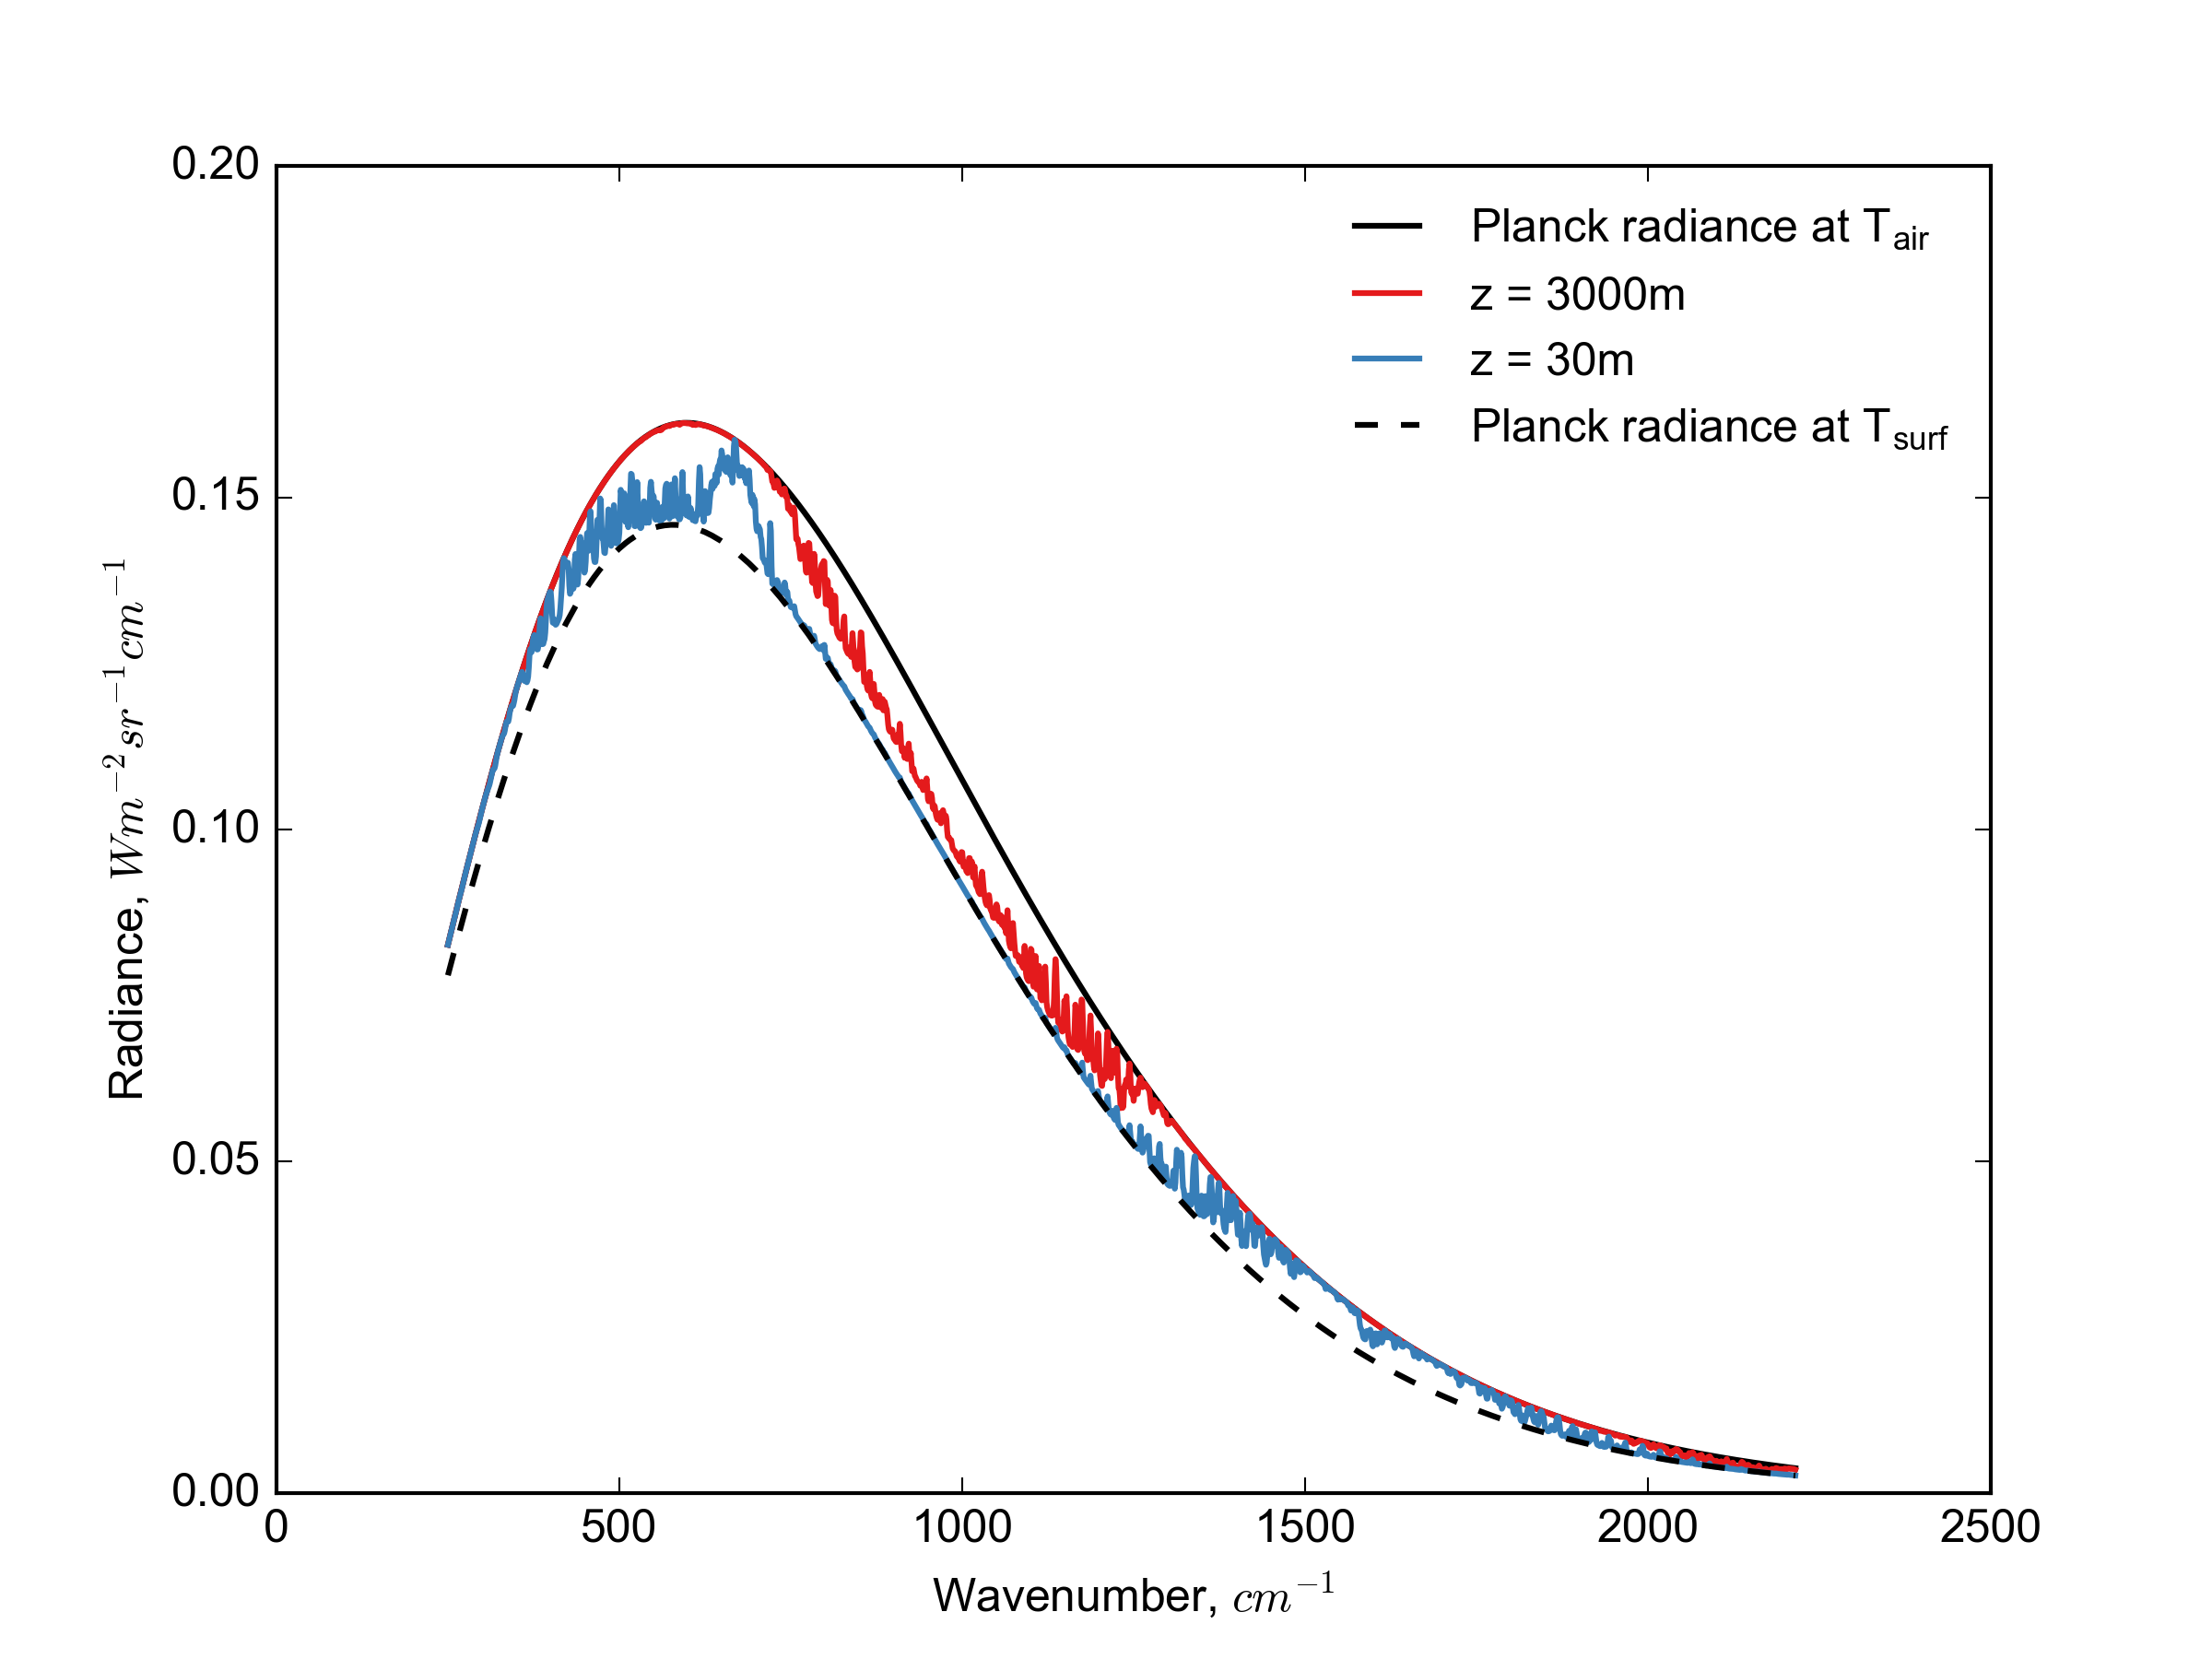 0.20
0.15
0.10
0.05
0.00
Radiance, Wm⁻²sr⁻¹cm⁻¹
Planck radiance at T_air
z = 3000m
z = 30m
Planck radiance at T_surf
0 500 1000 1500 2000 2500
Wavenumber, cm⁻¹